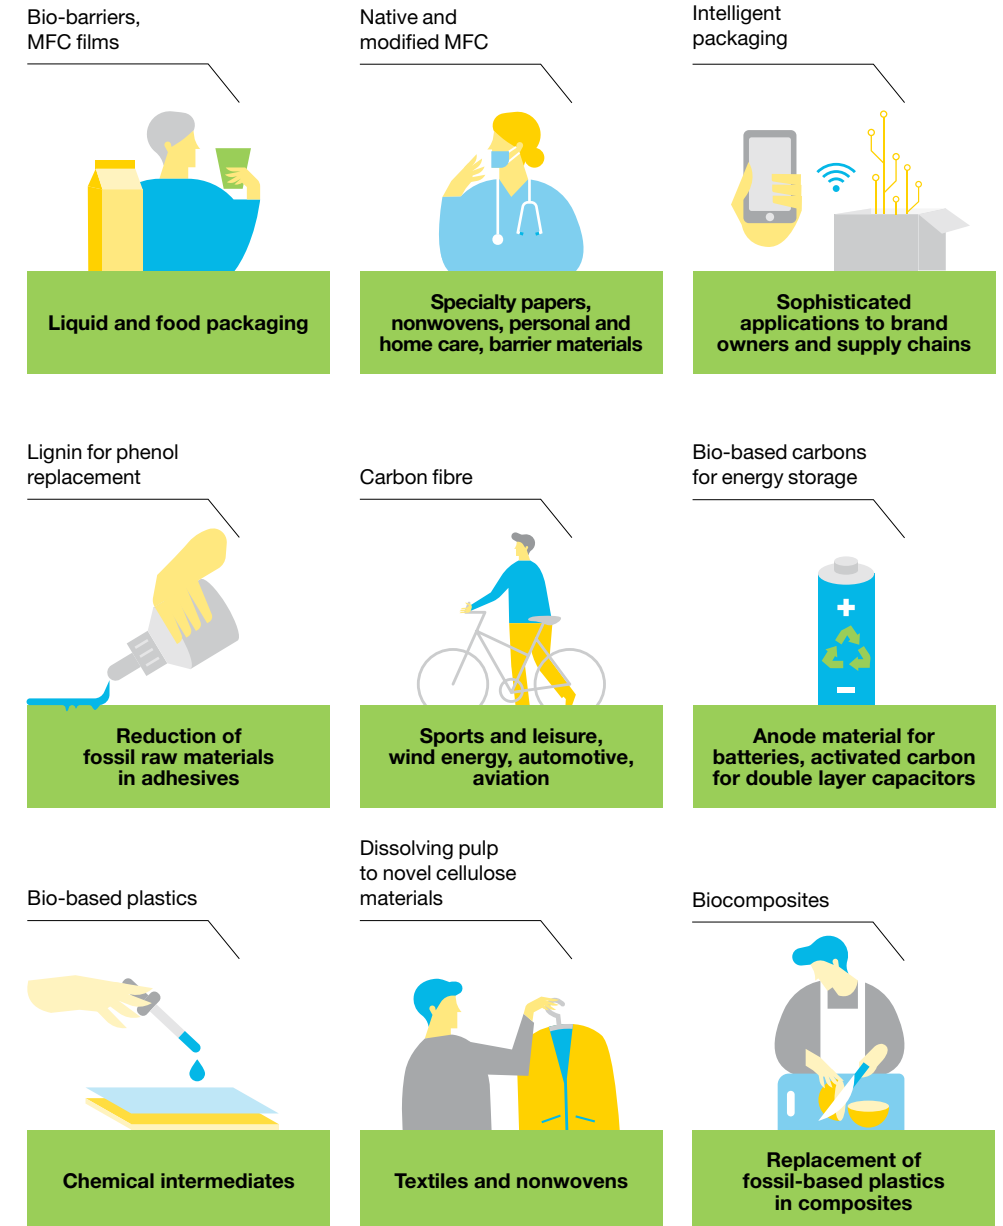 Bio-barriers,
MFC films
Liquid and food packaging
Native and
modified MFC
Specialty papers,
nonwovens, personal and
home care, barrier materials
Intelligent
packaging
Sophisticated
applications to brand
owners and supply chains
Lignin for phenol
replacement
Reduction of
fossil raw materials
in adhesives
Carbon fibre
Sports and leisure,
wind energy, automotive,
aviation
Bio-based carbons
for energy storage
Anode material for
batteries, activated carbon
for double layer capacitors
Bio-based plastics
Chemical intermediates
Dissolving pulp
to novel cellulose
materials
Textiles and nonwovens
Biocomposites
Replacement of
fossil-based plastics
in composites